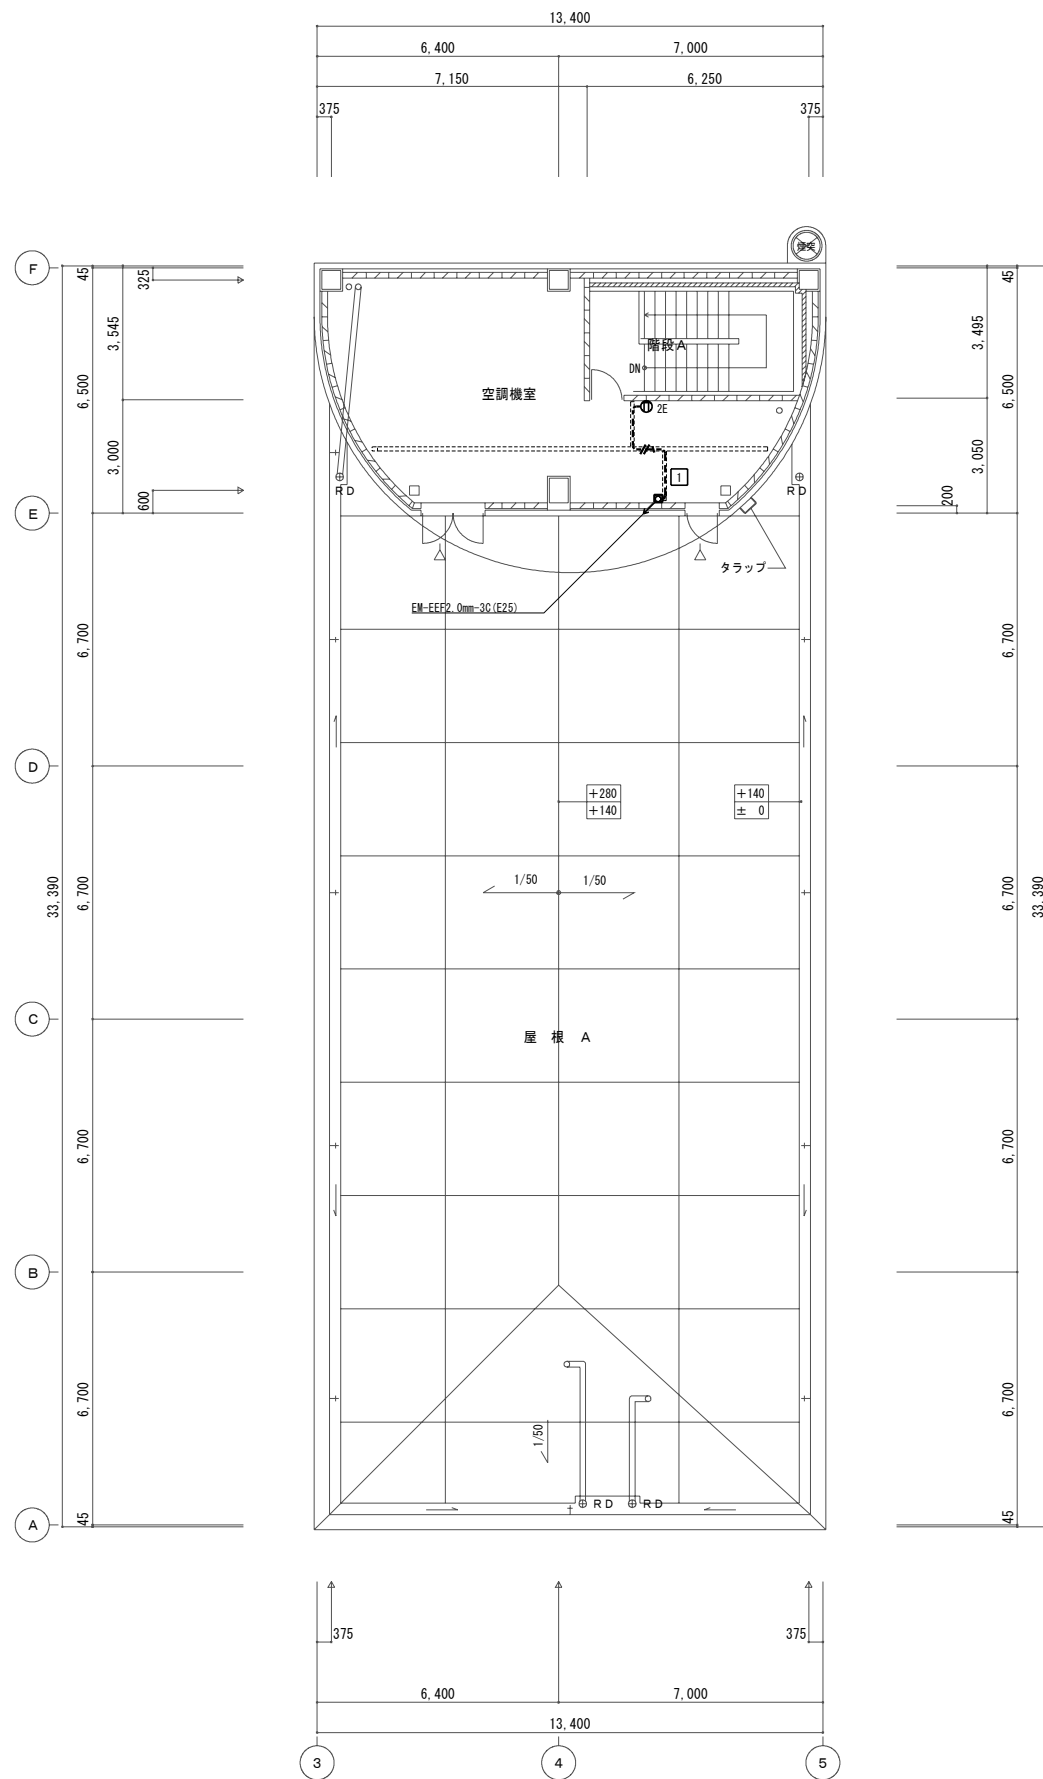 13,400
6,400 7,000
7,150 6,250
375 375
煙突
F 45 325 45
3,545 3,495
6,500 6,500
階段A
DN
空調機室
2E
3,000 3,050
1
600 RD RD 200
E
タラップ
EM-EEF2.0mm-3C(E25)
6,700 6,700
D
+280 +140
+140 ± 0
1/50 1/50
33,390 6,700 6,700 33,390
C
屋根 A
6,700 6,700
B
6,700 6,700
1/50
RD RD
A 45 45
375 375
6,400 7,000
13,400
3 4 5